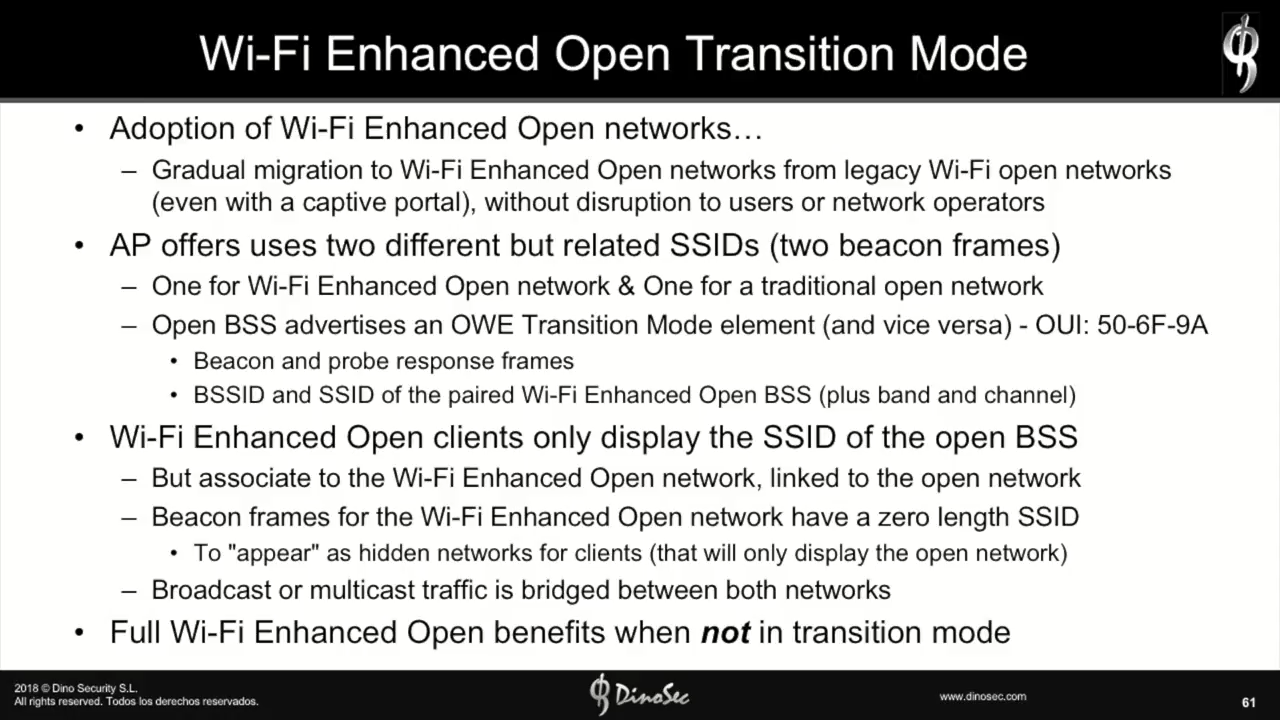 Wi-Fi Enhanced Open Transition Mode
• Adoption of Wi-Fi Enhanced Open networks…
– Gradual migration to Wi-Fi Enhanced Open networks from legacy Wi-Fi open networks
(even with a captive portal), without disruption to users or network operators
• AP offers uses two different but related SSIDs (two beacon frames)
– One for Wi-Fi Enhanced Open network & One for a traditional open network
– Open BSS advertises an OWE Transition Mode element (and vice versa) - OUI: 50-6F-9A
• Beacon and probe response frames
• BSSID and SSID of the paired Wi-Fi Enhanced Open BSS (plus band and channel)
• Wi-Fi Enhanced Open clients only display the SSID of the open BSS
– But associate to the Wi-Fi Enhanced Open network, linked to the open network
– Beacon frames for the Wi-Fi Enhanced Open network have a zero length SSID
• To "appear" as hidden networks for clients (that will only display the open network)
– Broadcast or multicast traffic is bridged between both networks
• Full Wi-Fi Enhanced Open benefits when not in transition mode
2018 © Dino Security S.L.
All rights reserved. Todos los derechos reservados.
DinoSec
www.dinosec.com
61